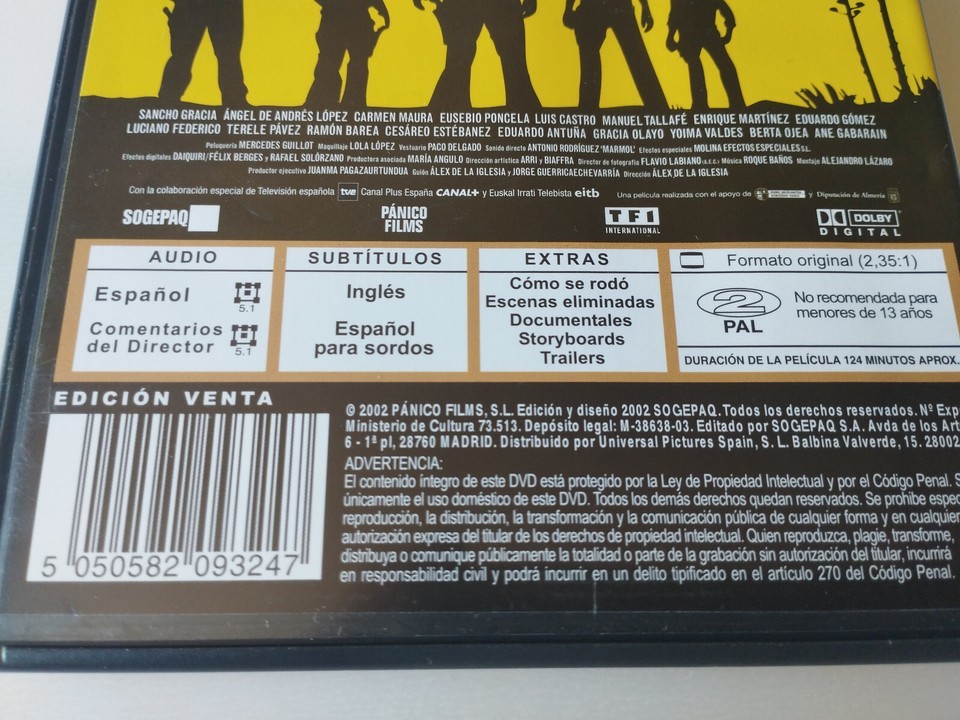 SANCHO GRACIA ÁNGEL DE ANDRÉS LÓPEZ CARMEN MAURA EUSEBIO PONCELA LUIS CASTRO MANUEL TALLAFÉ ENRIQUE MARTÍNEZ EDUARDO GÓMEZ
LUCIANO FEDERICO TERELE PÁVEZ RAMÓN BAREA CESÁREO ESTÉBANEZ EDUARDO ANTUÑA GRACIA OLAYO YOIMA VALDES BERTA OJEA ANE GABARAIN
Peluquería MERCEDES GUILLOT Maquillaje LOLA LÓPEZ Vestuario PACO DELGADO Sonido directo ANTONIO RODRÍGUEZ 'MARMOL' Efectos especiales MOLINA EFECTOS ESPECIALES S.L.
Efectos digitales DAIQUIRI/FÉLIX BERGES y RAFAEL SOLÓRZANO Productora asociada MARÍA ANGULO Dirección artística ARRI y BIAFFRA Director de fotografía FLAVIO LABIANO (a.e.c.) Música ROQUE BAÑOS Montaje ALEJANDRO LÁZARO
Productor ejecutivo JUANMA PAGAZAURTUNDUA Guión ÁLEX DE LA IGLESIA y JORGE GUERRICAECHEVARRÍA Dirección ÁLEX DE LA IGLESIA
Con la colaboración especial de Televisión española tve Canal Plus España CANAL+ y Euskal Irrati Telebista eitb Una película realizada con el apoyo de y Diputación de Almería
SOGEPAQ
PÁNICO
FILMS
TF1
INTERNATIONAL
DOLBY
DIGITAL
AUDIO
Español 5.1
Comentarios
del Director 5.1
SUBTÍTULOS
Inglés
Español
para sordos
EXTRAS
Cómo se rodó
Escenas eliminadas
Documentales
Storyboards
Trailers
Formato original (2,35:1)
2
PAL
No recomendada para
menores de 13 años
DURACIÓN DE LA PELÍCULA 124 MINUTOS APROX.
EDICIÓN VENTA
5 050582 093247
© 2002 PÁNICO FILMS, S.L. Edición y diseño 2002 SOGEPAQ. Todos los derechos reservados. Nº Exp
Ministerio de Cultura 73.513. Depósito legal: M-38638-03. Editado por SOGEPAQ S.A. Avda de los Art
6 - 1ª pl, 28760 MADRID. Distribuido por Universal Pictures Spain, S. L. Balbina Valverde, 15. 28002
ADVERTENCIA:
El contenido íntegro de este DVD está protegido por la Ley de Propiedad Intelectual y por el Código Penal. S
únicamente el uso doméstico de este DVD. Todos los demás derechos quedan reservados. Se prohibe espec
reproducción, la distribución, la transformación y la comunicación pública de cualquier forma y en cualquier
autorización expresa del titular de los derechos de propiedad intelectual. Quien reproduzca, plagie, transforme,
distribuya o comunique públicamente la totalidad o parte de la grabación sin autorización del titular, incurrirá
en responsabilidad civil y podrá incurrir en un delito tipificado en el artículo 270 del Código Penal.